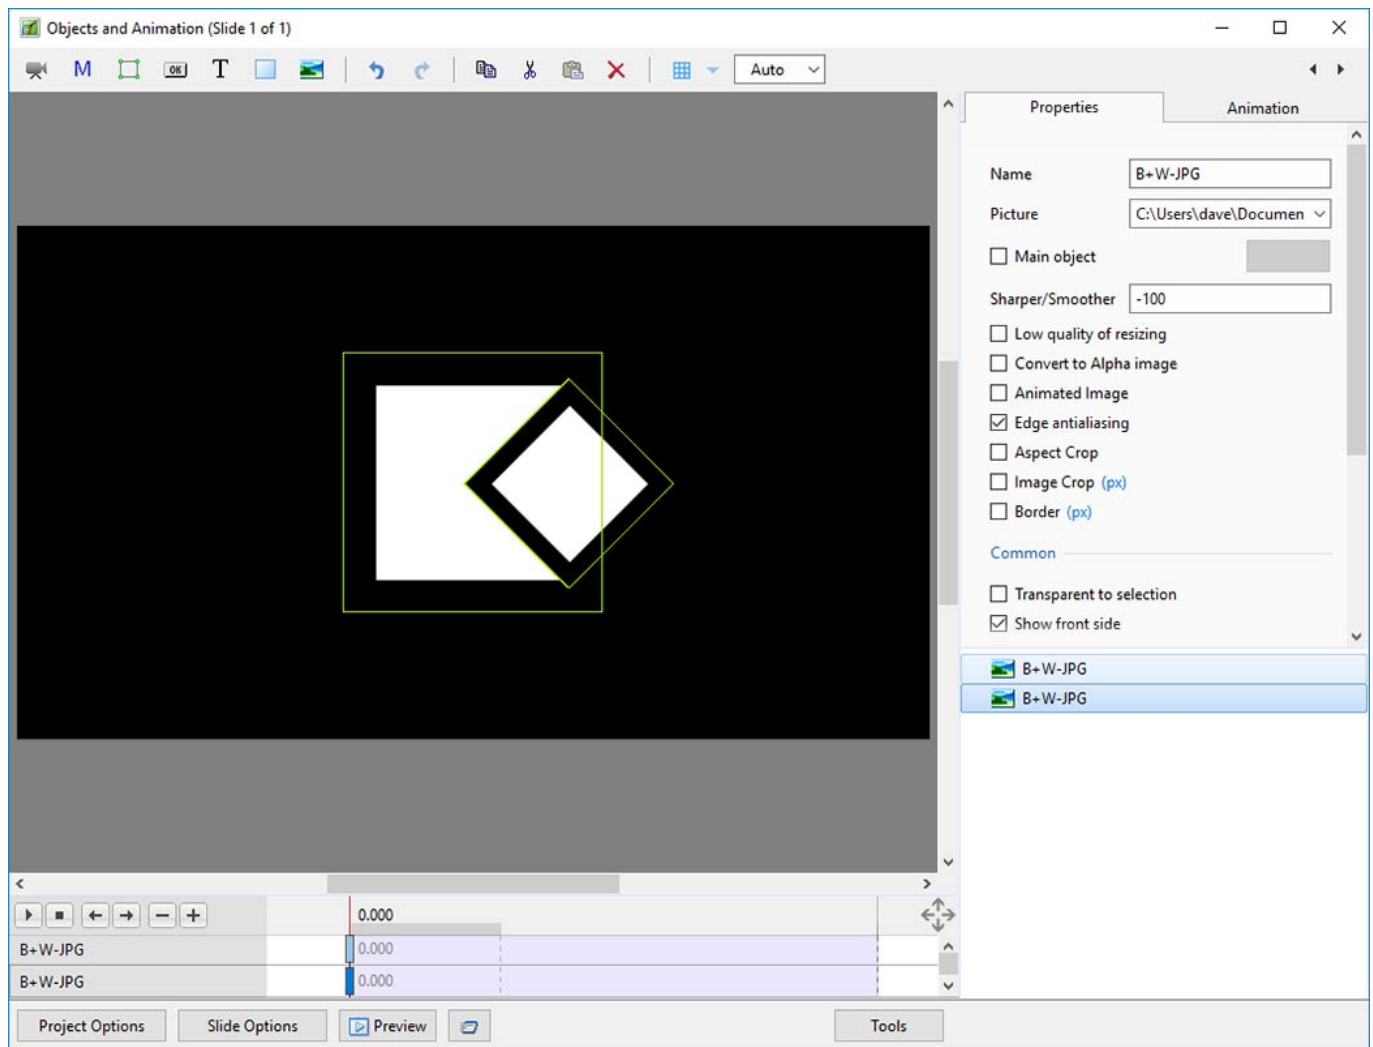 Objects and Animation (Slide 1 of 1)
M OK T Auto
Properties Animation
Name B+W-JPG
Picture C:\Users\dave\Documen
Main object
Sharper/Smoother -100
Low quality of resizing
Convert to Alpha image
Animated Image
Edge antialiasing
Aspect Crop
Image Crop (px)
Border (px)
Common
Transparent to selection
Show front side
B+W-JPG
B+W-JPG
0.000
B+W-JPG 0.000
B+W-JPG 0.000
Project Options Slide Options Preview Tools